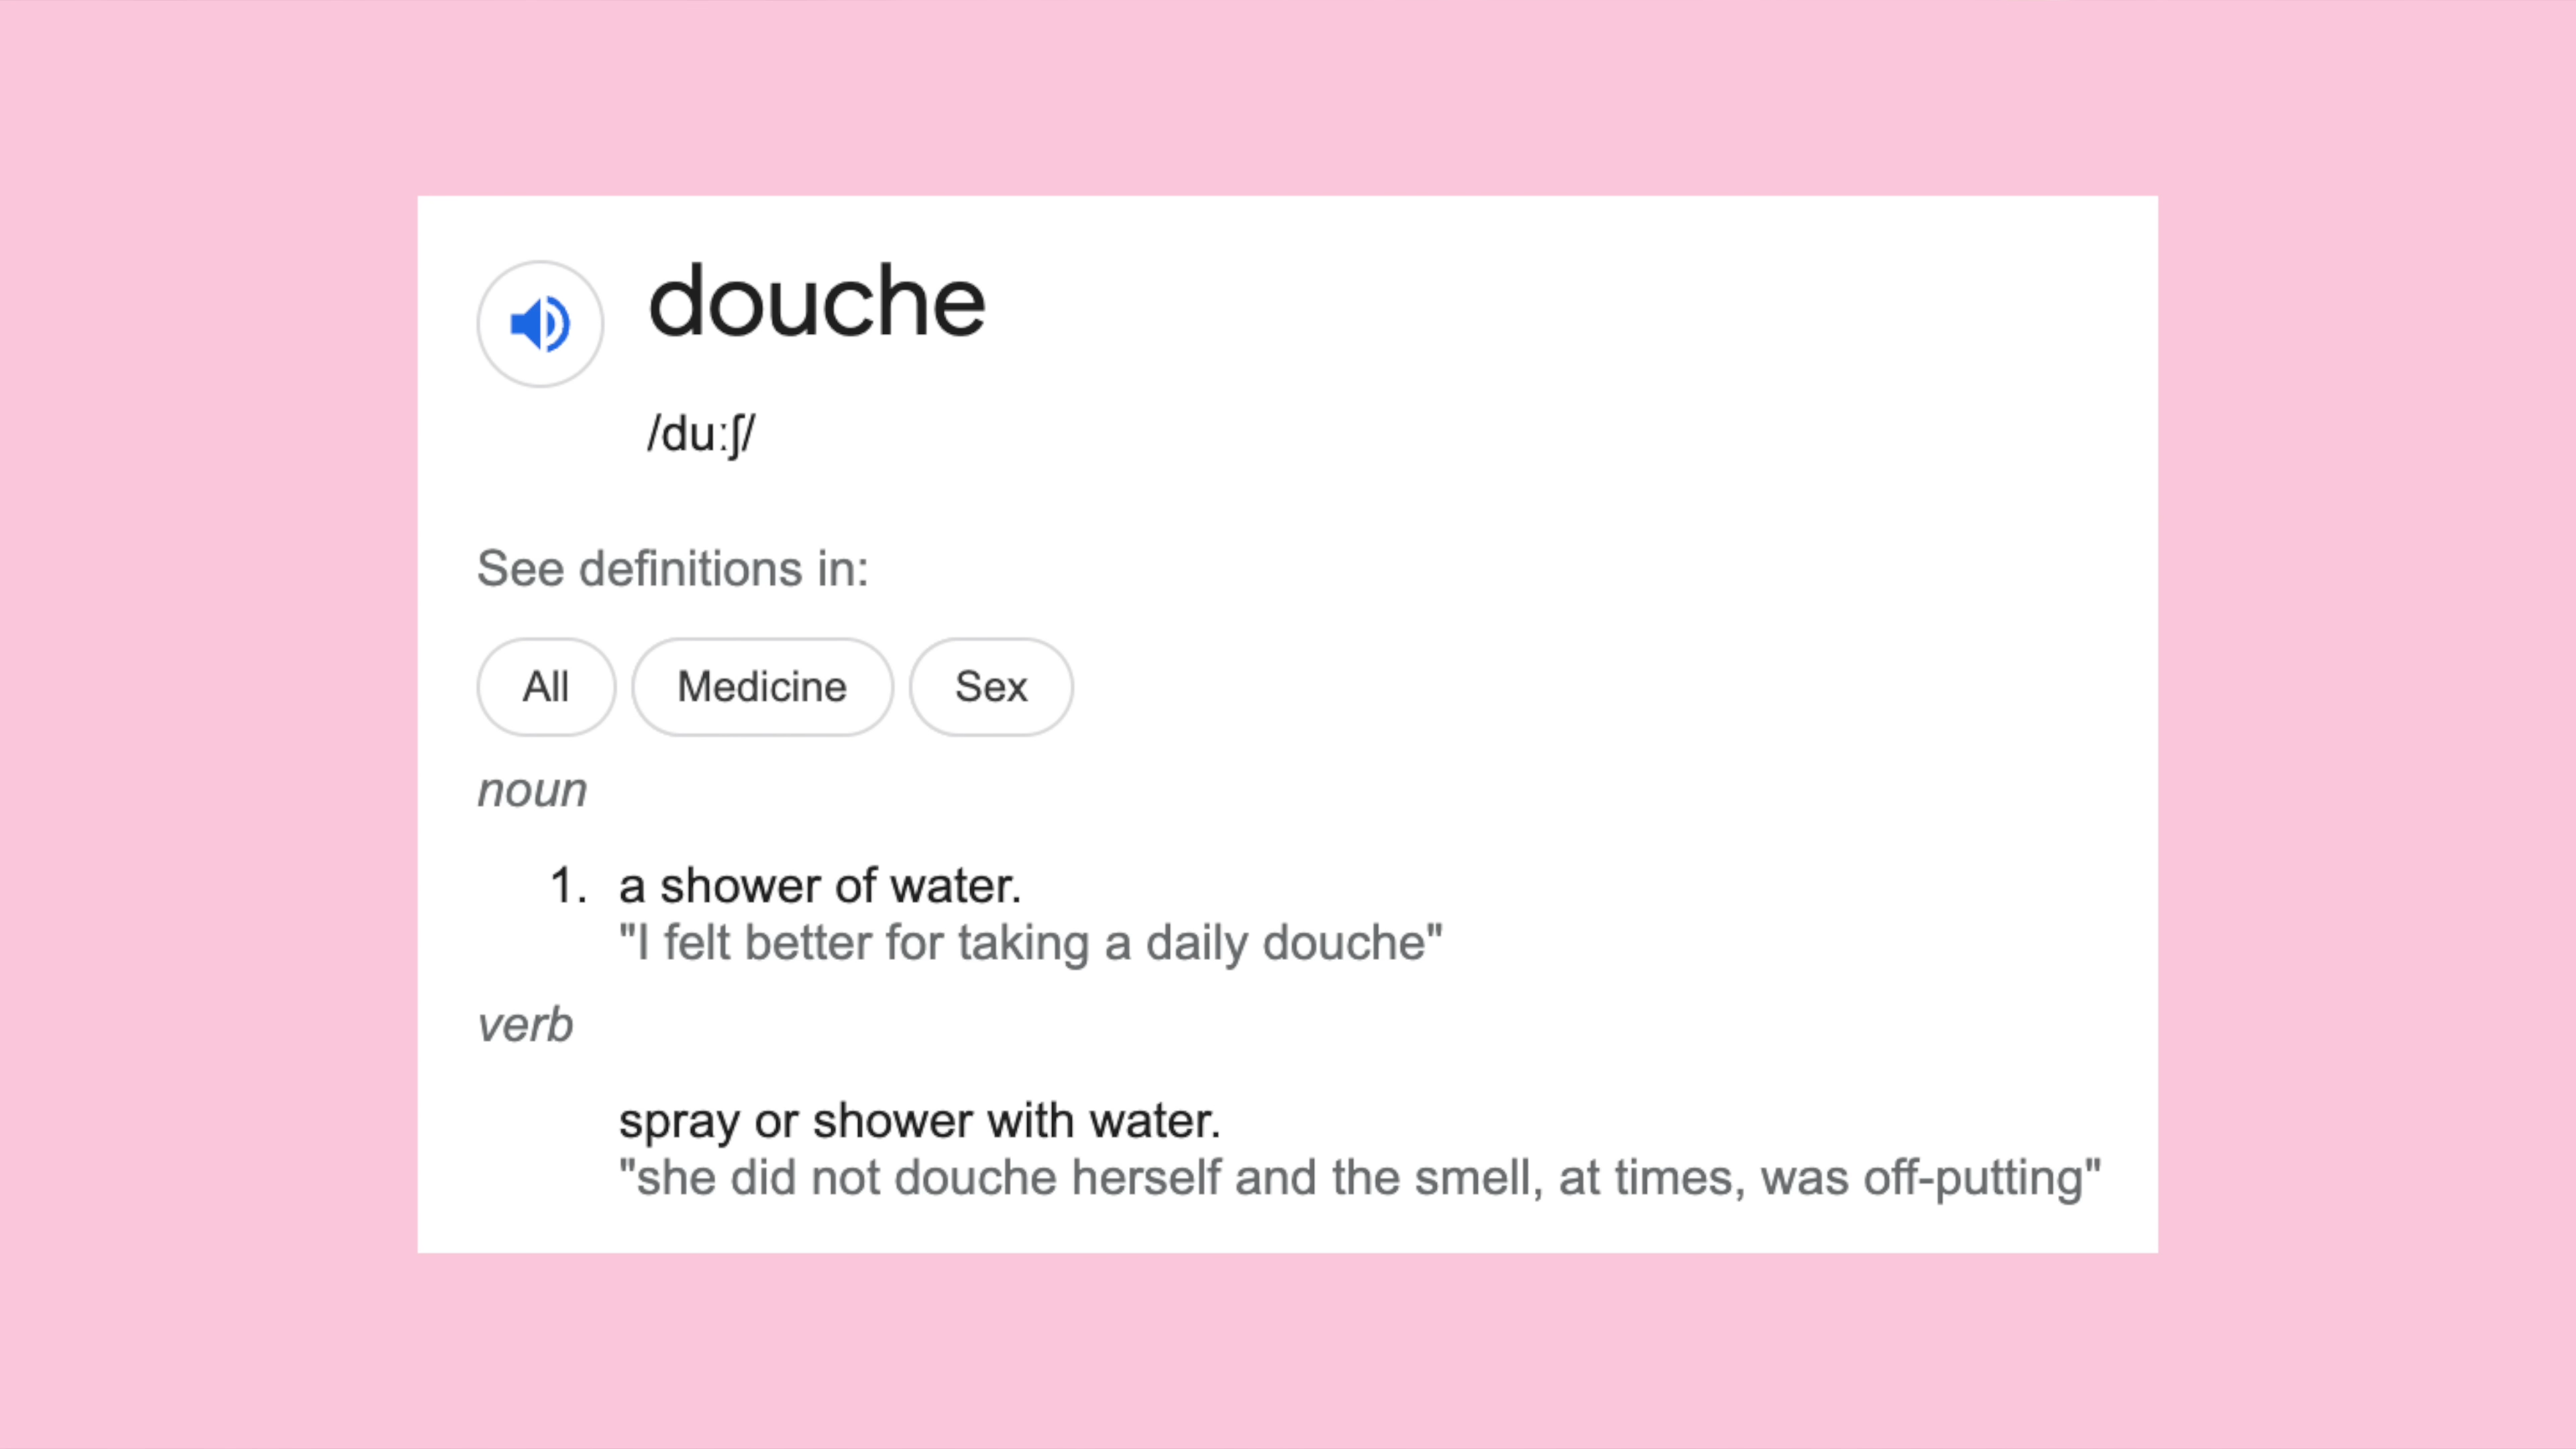 douche
/duːʃ/
See definitions in:
All Medicine Sex
noun
1. a shower of water.
"I felt better for taking a daily douche"
verb
spray or shower with water.
"she did not douche herself and the smell, at times, was off-putting"